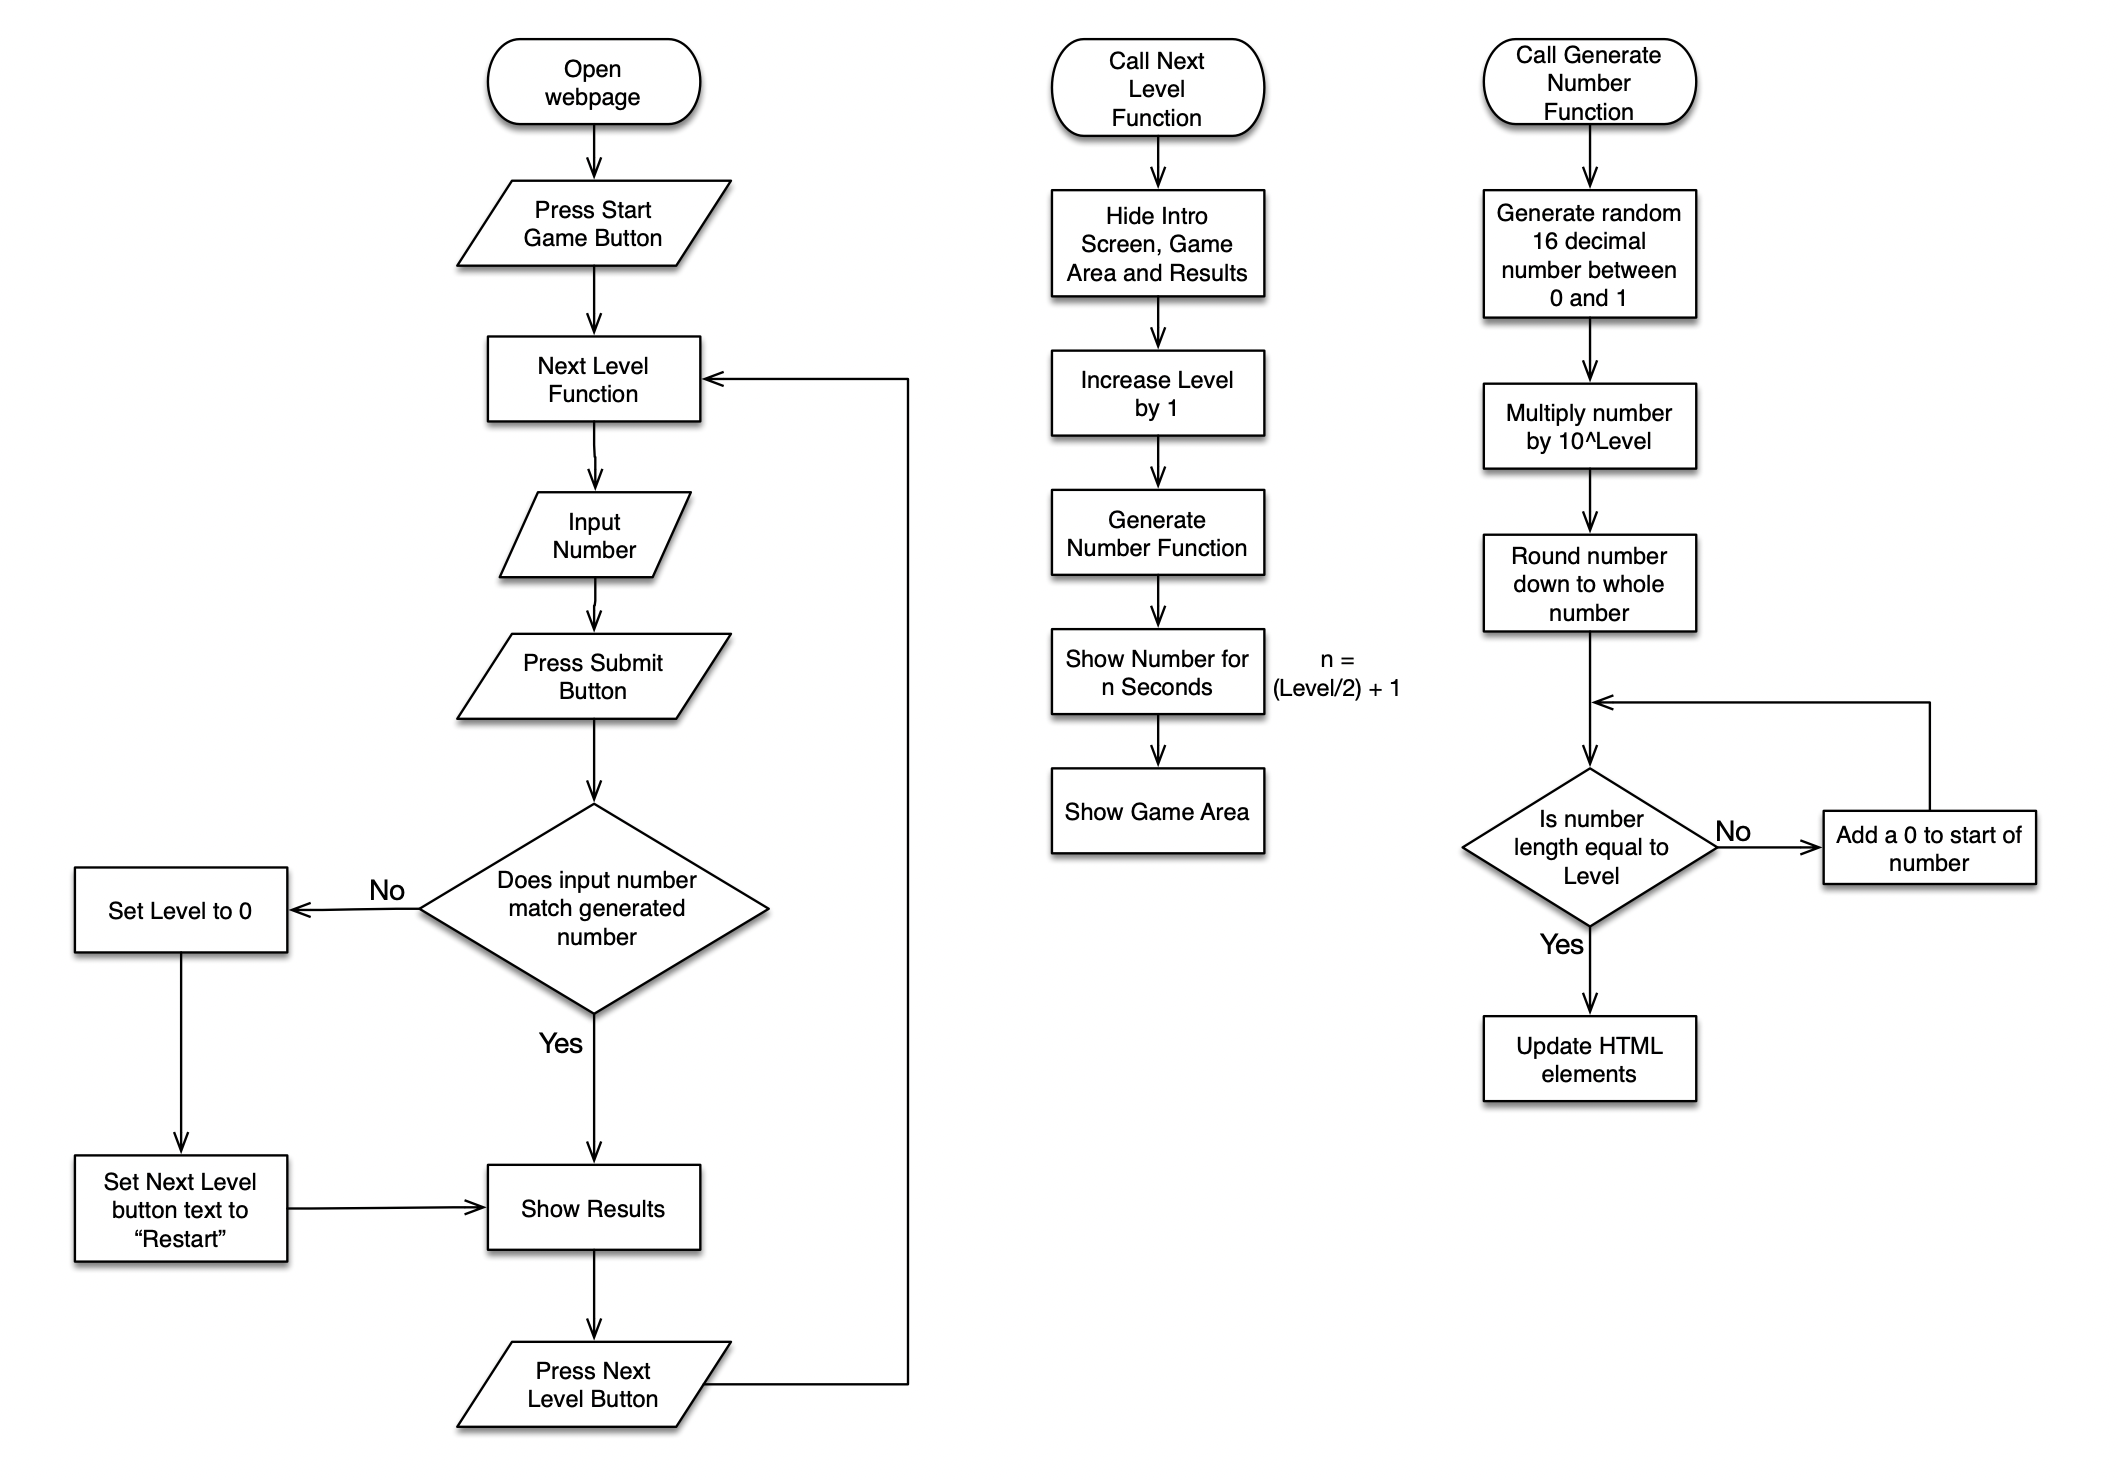 Open
webpage
Press Start
Game Button
Next Level
Function
Input
Number
Press Submit
Button
Does input number
match generated
number
No
Set Level to 0
Set Next Level
button text to
“Restart”
Yes
Show Results
Press Next
Level Button
Call Next
Level
Function
Hide Intro
Screen, Game
Area and Results
Increase Level
by 1
Generate
Number Function
Show Number for
n Seconds
n =
(Level/2) + 1
Show Game Area
Call Generate
Number
Function
Generate random
16 decimal
number between
0 and 1
Multiply number
by 10^Level
Round number
down to whole
number
Is number
length equal to
Level
No
Add a 0 to start of
number
Yes
Update HTML
elements